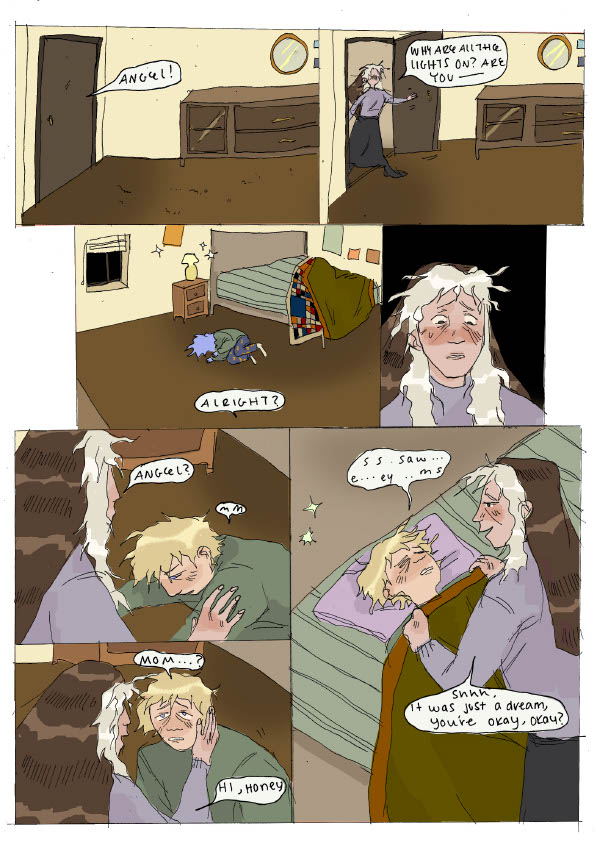 ANGEL!
WHY ARE ALL THE
LIGHTS ON? ARE
YOU —
ALRIGHT?
ANGEL?
MM
MOM...?
HI, HONEY
S S . SAW...
E... EY .. M S
Shhh,
It was just a dream,
you're okay, okay?